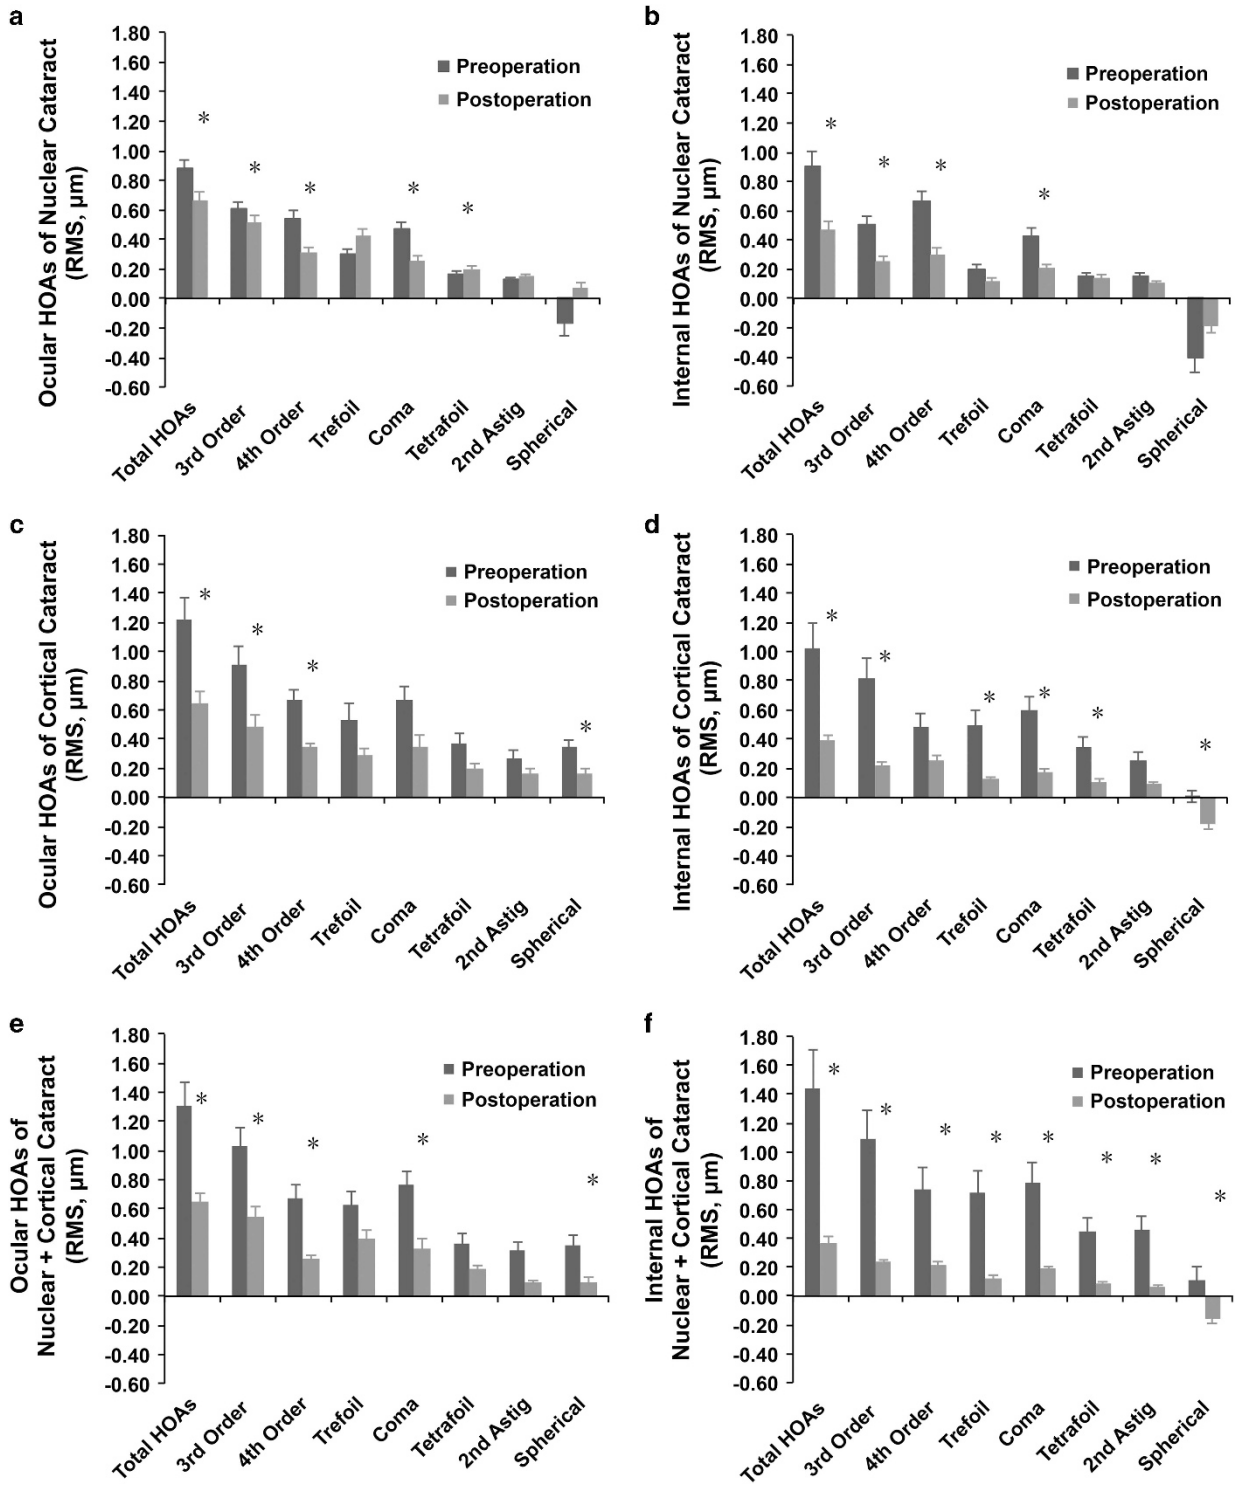 a
Ocular HOAs of Nuclear Cataract
(RMS, µm)
1.80
1.60
1.40
1.20
1.00
0.80
0.60
0.40
0.20
0.00
-0.20
-0.40
-0.60
Preoperation
Postoperation
* * * * *
Total HOAs
3rd Order
4th Order
Trefoil
Coma
Tetrafoil
2nd Astig
Spherical
b
Internal HOAs of Nuclear Cataract
(RMS, µm)
1.80
1.60
1.40
1.20
1.00
0.80
0.60
0.40
0.20
0.00
-0.20
-0.40
-0.60
Preoperation
Postoperation
* * * *
Total HOAs
3rd Order
4th Order
Trefoil
Coma
Tetrafoil
2nd Astig
Spherical
c
Ocular HOAs of Cortical Cataract
(RMS, µm)
1.80
1.60
1.40
1.20
1.00
0.80
0.60
0.40
0.20
0.00
-0.20
-0.40
-0.60
Preoperation
Postoperation
* * * *
Total HOAs
3rd Order
4th Order
Trefoil
Coma
Tetrafoil
2nd Astig
Spherical
d
Internal HOAs of Cortical Cataract
(RMS, µm)
1.80
1.60
1.40
1.20
1.00
0.80
0.60
0.40
0.20
0.00
-0.20
-0.40
-0.60
Preoperation
Postoperation
* * * * * *
Total HOAs
3rd Order
4th Order
Trefoil
Coma
Tetrafoil
2nd Astig
Spherical
e
Ocular HOAs of
Nuclear + Cortical Cataract
(RMS, µm)
1.80
1.60
1.40
1.20
1.00
0.80
0.60
0.40
0.20
0.00
-0.20
-0.40
-0.60
Preoperation
Postoperation
* * * * *
Total HOAs
3rd Order
4th Order
Trefoil
Coma
Tetrafoil
2nd Astig
Spherical
f
Internal HOAs of
Nuclear + Cortical Cataract
(RMS, µm)
1.80
1.60
1.40
1.20
1.00
0.80
0.60
0.40
0.20
0.00
-0.20
-0.40
-0.60
Preoperation
Postoperation
* * * * * * * *
Total HOAs
3rd Order
4th Order
Trefoil
Coma
Tetrafoil
2nd Astig
Spherical